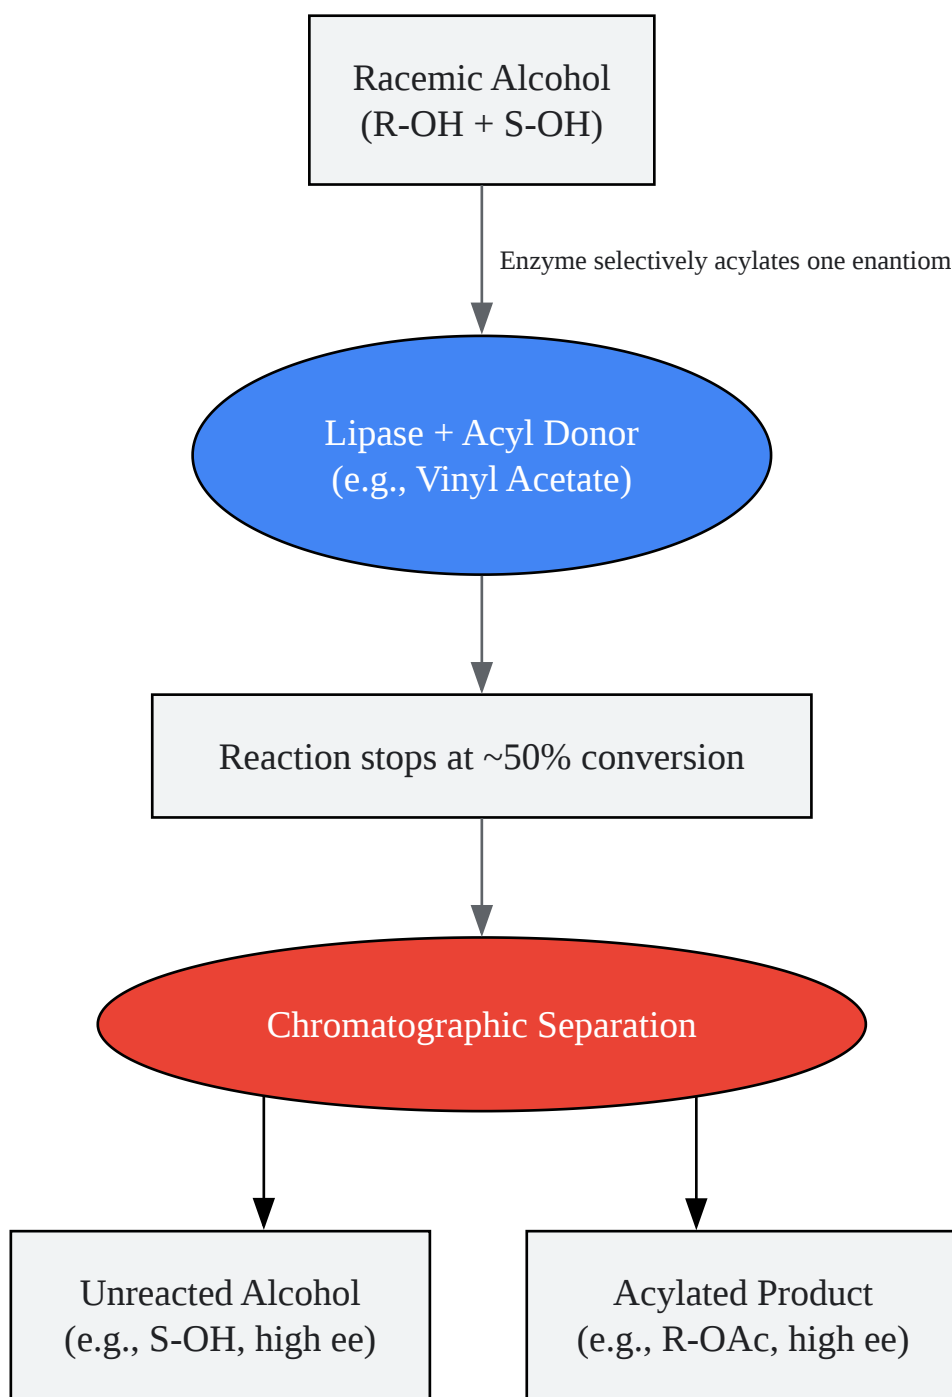 Racemic Alcohol
(R-OH + S-OH)
Enzyme selectively acylates one enantiom
Lipase + Acyl Donor
(e.g., Vinyl Acetate)
Reaction stops at ~50% conversion
Chromatographic Separation
Unreacted Alcohol
(e.g., S-OH, high ee)
Acylated Product
(e.g., R-OAc, high ee)